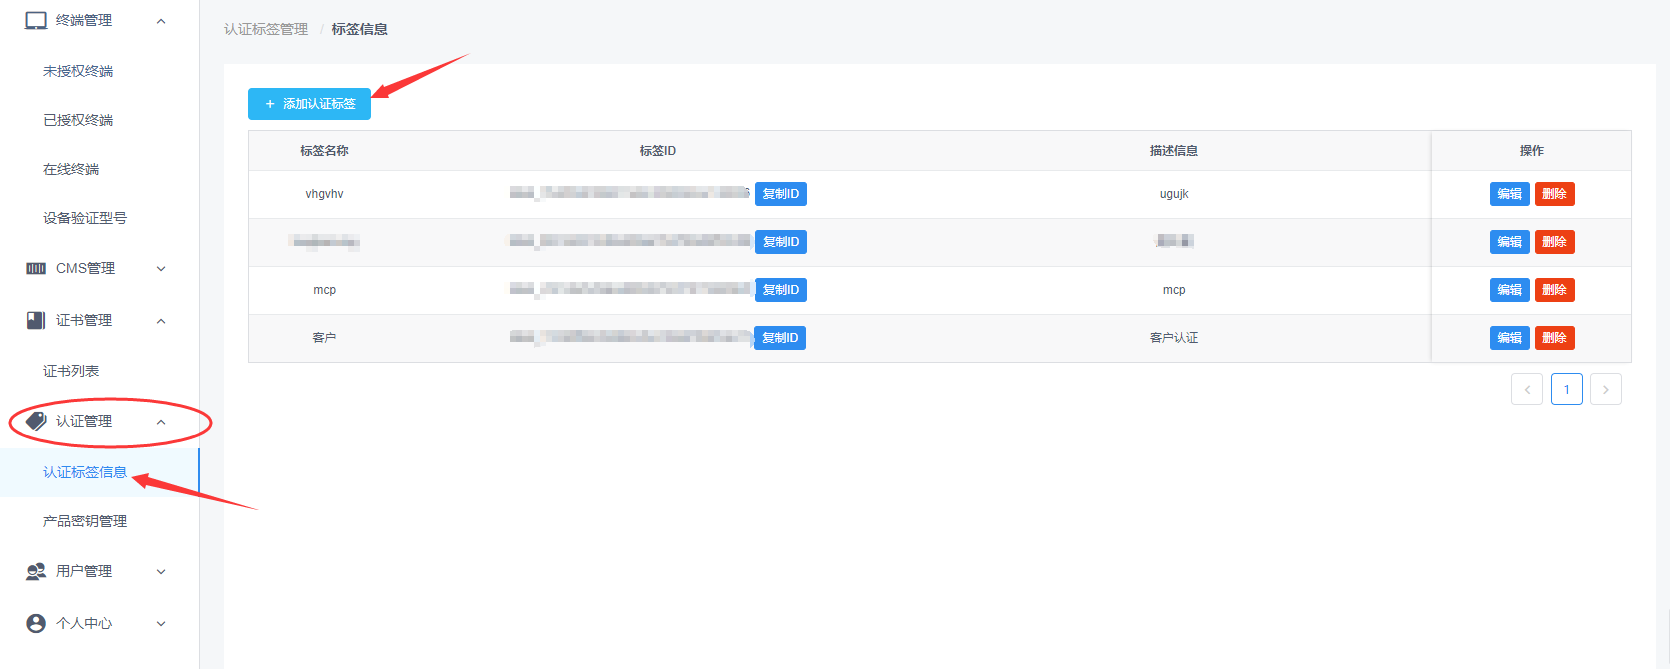 终端管理
未授权终端
已授权终端
在线终端
设备验证型号
CMS管理
证书管理
证书列表
认证管理
认证标签信息
产品密钥管理
用户管理
个人中心
认证标签管理 / 标签信息
+ 添加认证标签
标签名称 标签ID 描述信息 操作
vhgvhv 复制ID ugujk 编辑 删除
复制ID 编辑 删除
mcp 复制ID mcp 编辑 删除
客户 复制ID 客户认证 编辑 删除
< 1 >